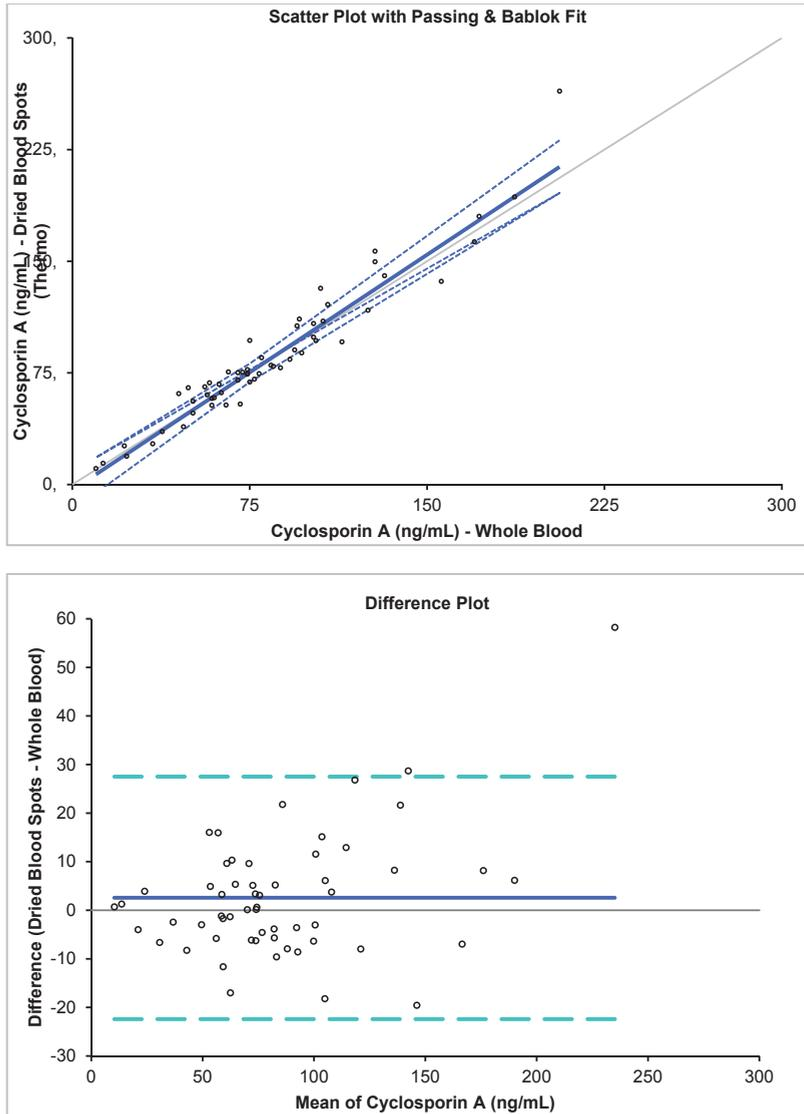 Scatter Plot with Passing & Bablok Fit
300,
225,
150,
75,
0,
Cyclosporin A (ng/mL) - Dried Blood Spots
(Thermo)
0 75 150 225 300
Cyclosporin A (ng/mL) - Whole Blood
Difference Plot
60
50
40
30
20
10
0
-10
-20
-30
Difference (Dried Blood Spots - Whole Blood)
0 50 100 150 200 250 300
Mean of Cyclosporin A (ng/mL)